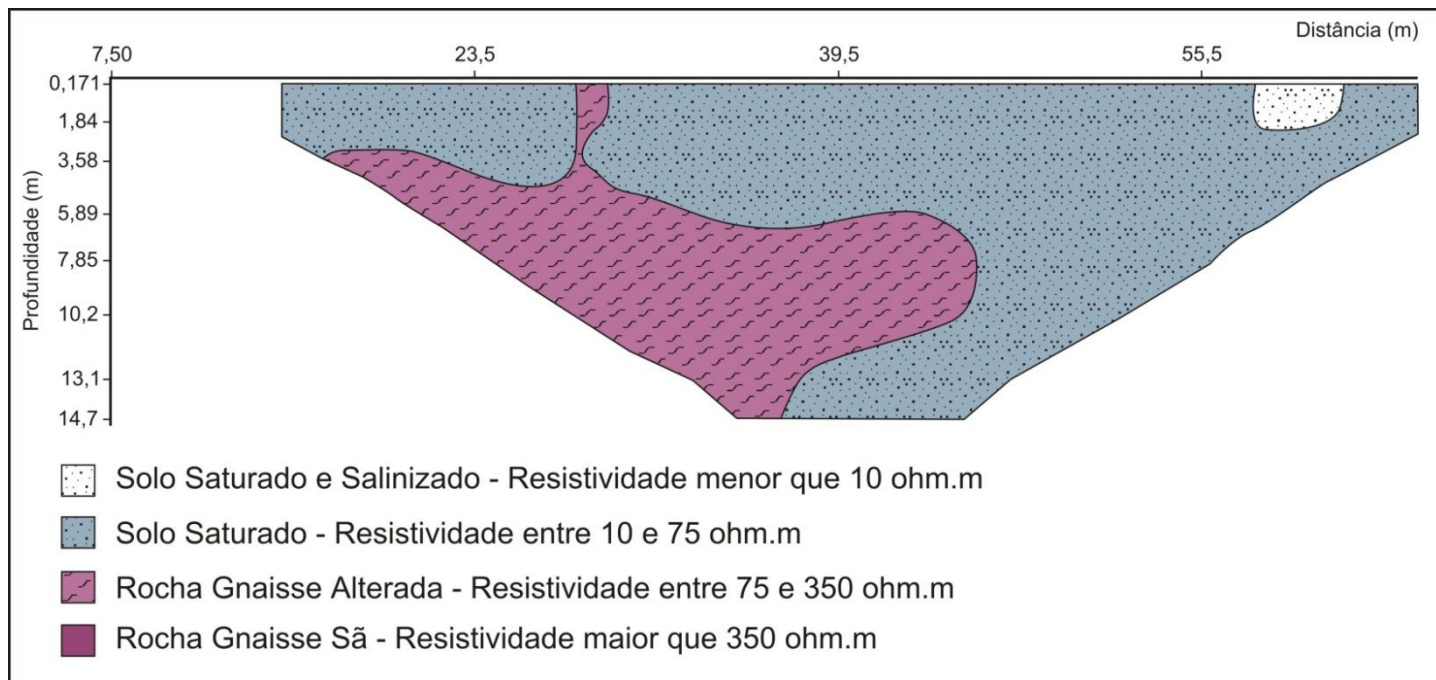 Distância (m)
7,50 23,5 39,5 55,5
0,171
1,84
3,58
5,89
7,85
10,2
13,1
14,7
Profundidade (m)
Solo Saturado e Salinizado - Resistividade menor que 10 ohm.m
Solo Saturado - Resistividade entre 10 e 75 ohm.m
Rocha Gnaisse Alterada - Resistividade entre 75 e 350 ohm.m
Rocha Gnaisse Sã - Resistividade maior que 350 ohm.m